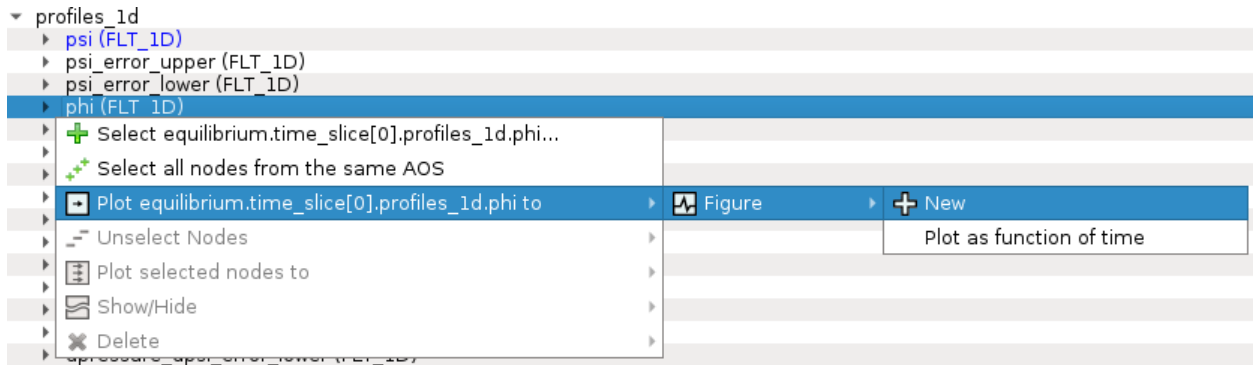 profiles_1d
psi (FLT_1D)
psi_error_upper (FLT_1D)
psi_error_lower (FLT_1D)
phi (FLT_1D)
Select equilibrium.time_slice[0].profiles_1d.phi...
Select all nodes from the same AOS
Plot equilibrium.time_slice[0].profiles_1d.phi to
Figure
New
Unselect Nodes
Plot as function of time
Plot selected nodes to
Show/Hide
Delete